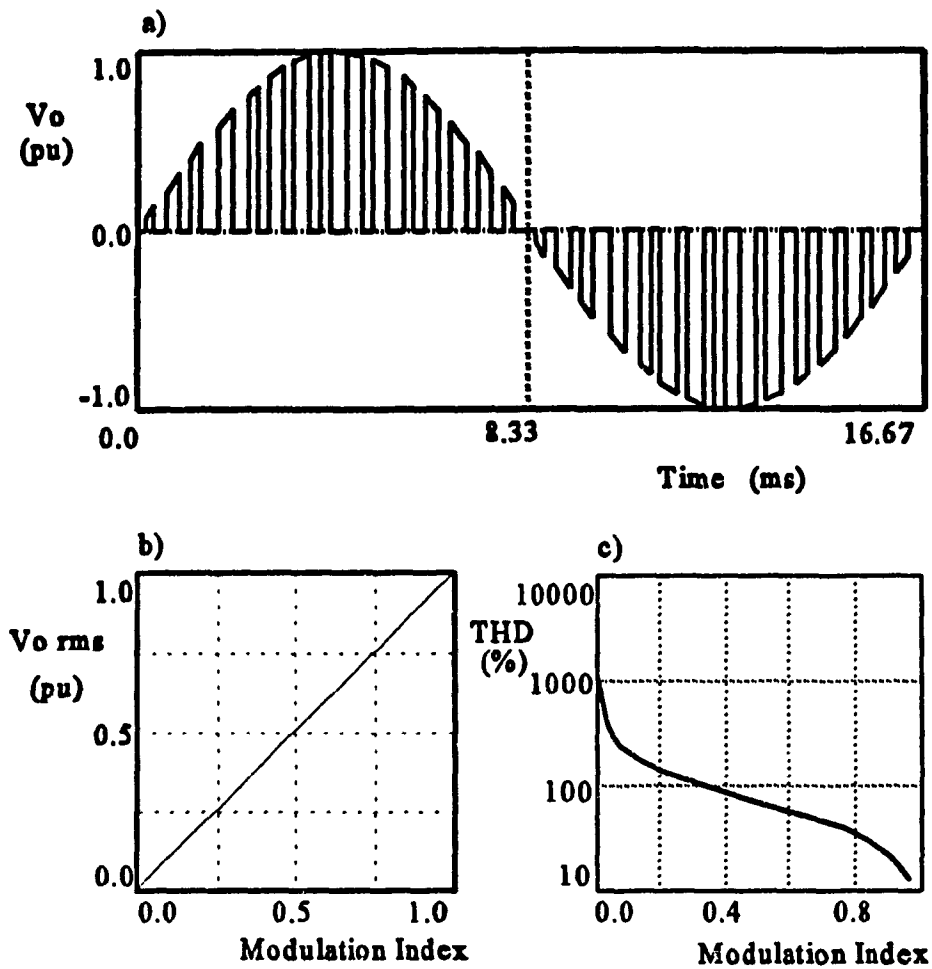 a)
1.0
Vo
(pu)
0.0
-1.0
0.0
8.33
16.67
Time (ms)
b)
1.0
Vo rms
(pu)
0.5
0.0
0.0
0.5
1.0
Modulation Index
c)
10000
THD
(%)
1000
100
10
0.0
0.4
0.8
Modulation Index